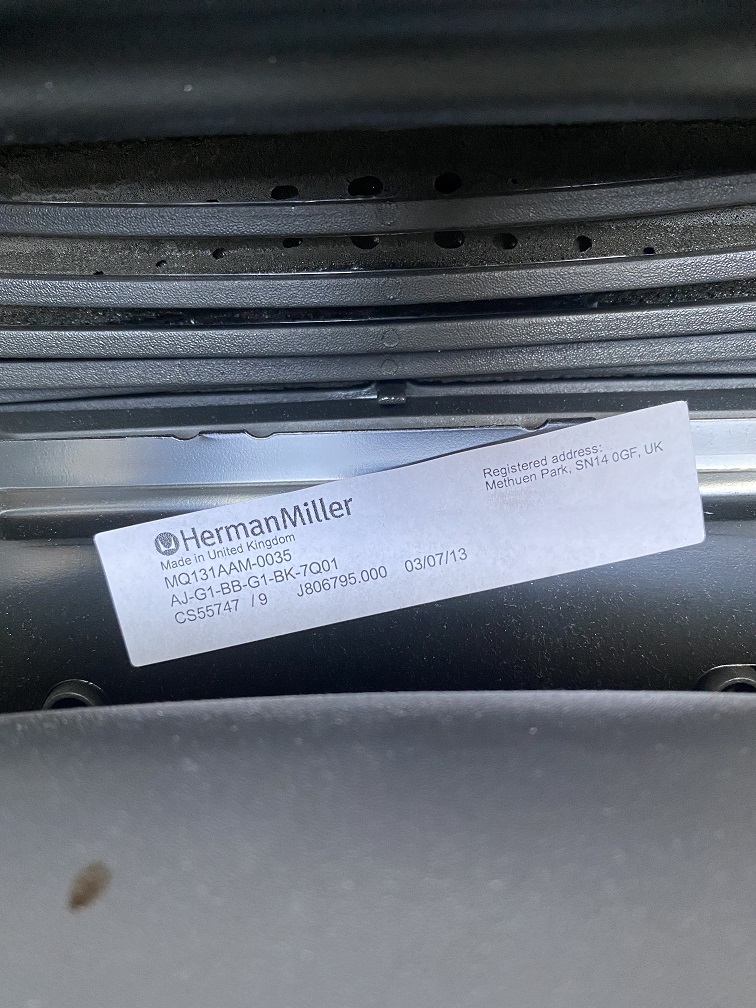 HermanMiller
Made in United Kingdom
MQ131AAM-0035
AJ-G1-BB-G1-BK-7Q01
CS55747 /9 J806795.000 03/07/13
Registered address:
Methuen Park, SN14 0GF, UK